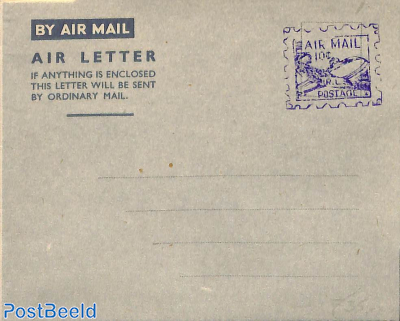 BY AIR MAIL
AIR LETTER
IF ANYTHING IS ENCLOSED
THIS LETTER WILL BE SENT
BY ORDINARY MAIL.
AIR MAIL
10¢
POSTAGE
PostBeeld